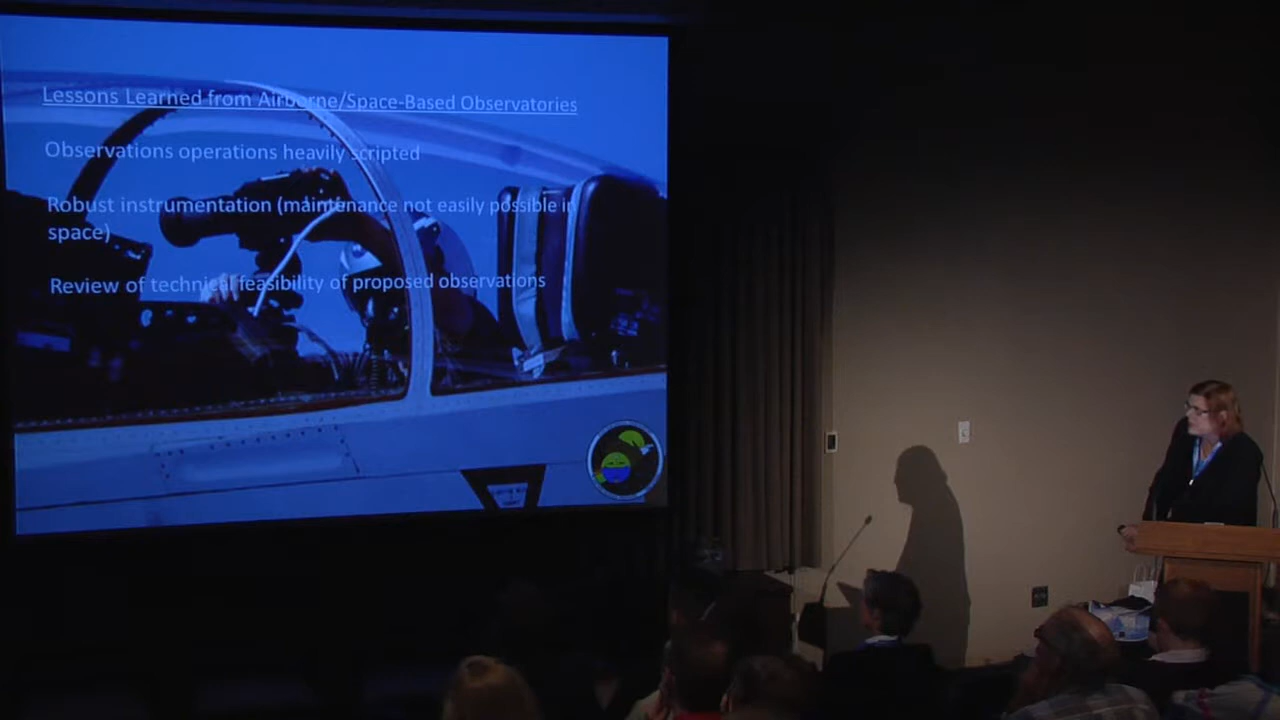 Lessons Learned from Airborne/Space-Based Observatories
Observations operations heavily scripted
Robust instrumentation (maintenance not easily possible in
space)
Review of technical feasibility of proposed observations